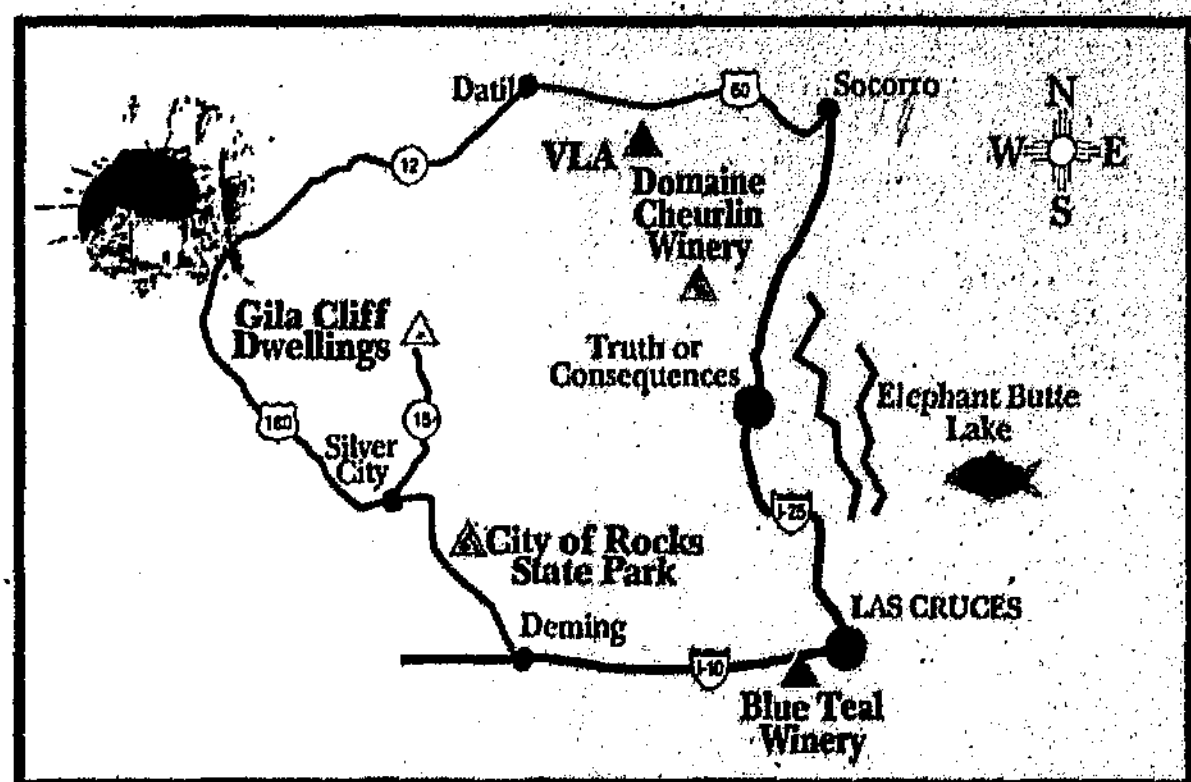 Datil
60
Socorro
N
W E
S
12
VLA
Domaine
Cheurlin
Winery
Gila Cliff
Dwellings
Truth or
Consequences
Elephant Butte
Lake
180
15
Silver
City
I-25
City of Rocks
State Park
LAS CRUCES
Deming
I-10
Blue Teal
Winery